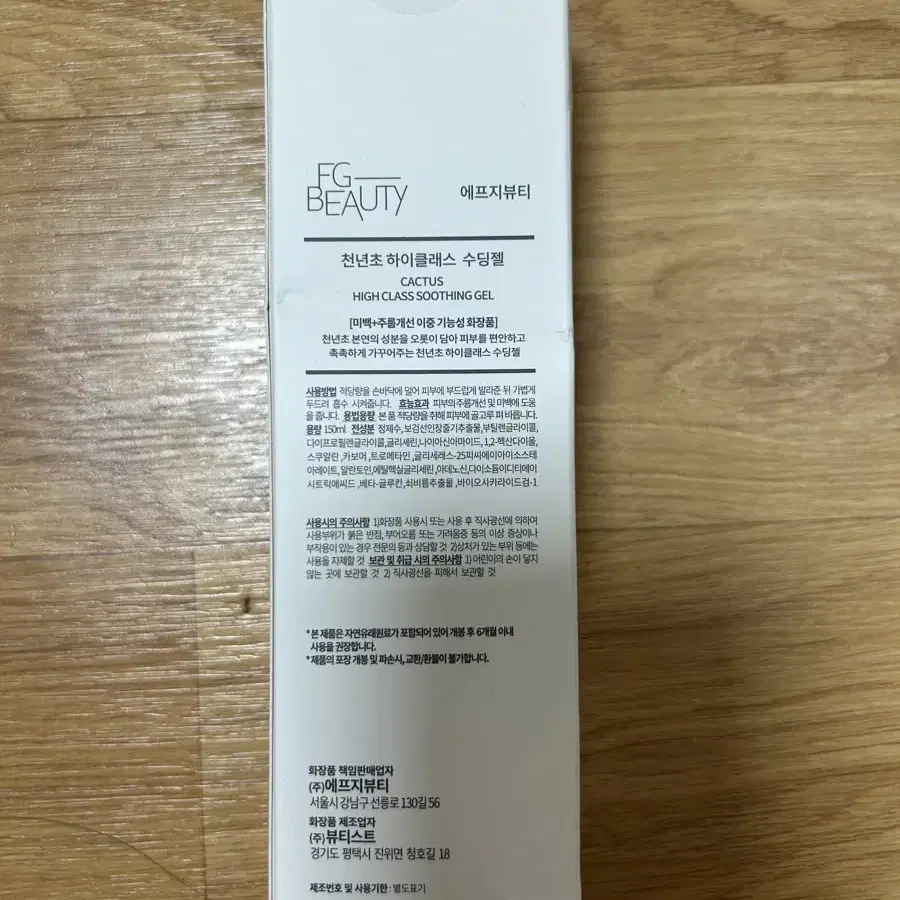 FG
BEAUTY
에프지뷰티
천년초 하이클래스 수딩젤
CACTUS
HIGH CLASS SOOTHING GEL
[미백+주름개선 이중 기능성 화장품]
천년초 본연의 성분을 오롯이 담아 피부를 편안하고
촉촉하게 가꾸어주는 천년초 하이클래스 수딩젤
사용방법 적당량을 손바닥에 덜어 피부에 부드럽게 발라준 뒤 가볍게
두드려 흡수 시켜줍니다. 효능효과 피부의 주름개선 및 미백에 도움
을 줍니다. 용법용량 본 품 적당량을 취해 피부에 골고루 펴 바릅니다.
용량 150ml 전성분 정제수, 보검선인장줄기추출물, 부틸렌글라이콜,
다이프로필렌글라이콜, 글리세린, 나이아신아마이드, 1,2-헥산다이올,
스쿠알란, 카보머, 트로메타민, 글리세레스-25피씨에이아이소스테
아레이트, 알란토인, 에틸헥실글리세린, 아데노신, 다이소듐이디티에이
시트릭애씨드, 베타-글루칸, 쇠비름추출물, 바이오사카라이드검-1
사용시의 주의사항 1)화장품 사용시 또는 사용 후 직사광선에 의하여
사용부위가 붉은 반점, 부어오름 또는 가려움증 등의 이상 증상이나
부작용이 있는 경우 전문의 등과 상담할 것 2)상처가 있는 부위 등에는
사용을 자제할 것 보관 및 취급 시의 주의사항 1) 어린이의 손이 닿지
않는 곳에 보관할 것 2) 직사광선을 피해서 보관할 것
*본 제품은 자연유래원료가 포함되어 있어 개봉 후 6개월 이내
사용을 권장합니다.
*제품의 포장 개봉 및 파손시, 교환/환불이 불가합니다.
화장품 책임판매업자
(주)에프지뷰티
서울시 강남구 선릉로 130길 56
화장품 제조업자
(주)뷰티스트
경기도 평택시 진위면 청호길 18
제조번호 및 사용기한 : 별도표기